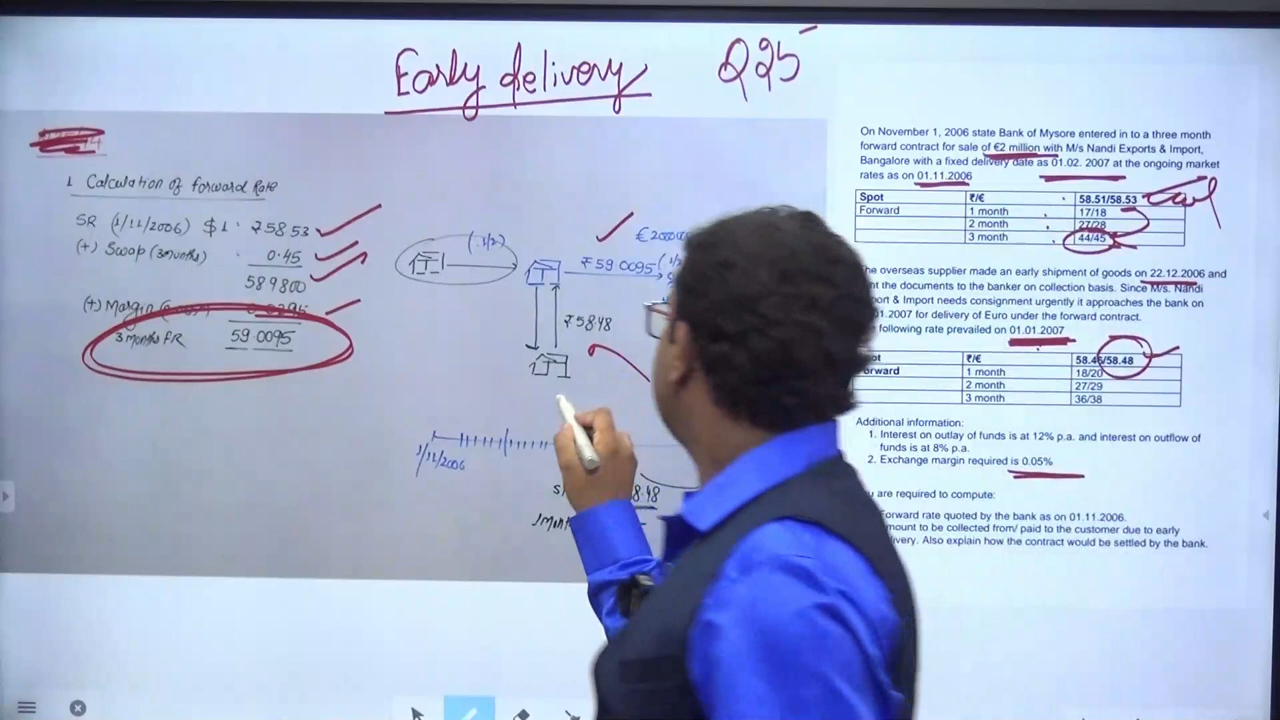 Early delivery Q25
1 Calculation of forward Rate
SR (1/11/2006) $1 : ₹58 53
(+) Swap (3months) 0.45
589800
(+) Margin
3 months FR 59.0095
(1/2)
€20000
₹59.0095
₹58.48
1/11/2006
8.48
On November 1, 2006 state Bank of Mysore entered in to a three month
forward contract for sale of €2 million with M/s Nandi Exports & Import,
Bangalore with a fixed delivery date as 01.02. 2007 at the ongoing market
rates as on 01.11.2006
Spot ₹/€ 58.51/58.53
Forward 1 month 17/18
2 month 27/28
3 month 44/45
he overseas supplier made an early shipment of goods on 22.12.2006 and
nt the documents to the banker on collection basis. Since M/s. Nandi
port & Import needs consignment urgently it approaches the bank on
.01.2007 for delivery of Euro under the forward contract.
e following rate prevailed on 01.01.2007
ot ₹/€ 58.46/58.48
orward 1 month 18/20
2 month 27/29
3 month 36/38
Additional information:
1. Interest on outlay of funds is at 12% p.a. and interest on outflow of
funds is at 8% p.a.
2. Exchange margin required is 0.05%
u are required to compute:
Forward rate quoted by the bank as on 01.11.2006.
mount to be collected from/ paid to the customer due to early
livery. Also explain how the contract would be settled by the bank.